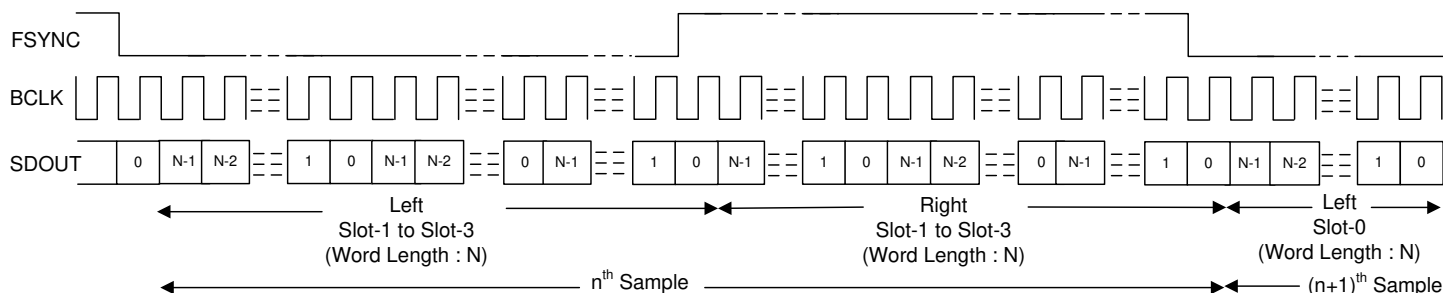 FSYNC
BCLK
SDOUT
0 N-1 N-2 1 0 N-1 N-2 0 N-1 1 0 N-1 1 0 N-1 N-2 0 N-1 1 0 N-1 N-2 1 0
Left
Slot-1 to Slot-3
(Word Length : N)
Right
Slot-1 to Slot-3
(Word Length : N)
Left
Slot-0
(Word Length : N)
nth Sample
(n+1)th Sample